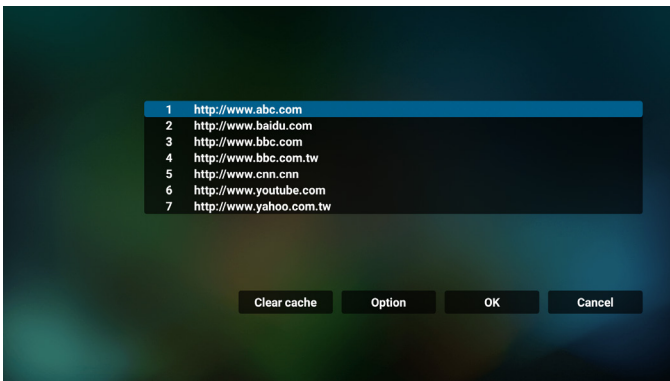 1 http://www.abc.com
2 http://www.baidu.com
3 http://www.bbc.com
4 http://www.bbc.com.tw
5 http://www.cnn.cnn
6 http://www.youtube.com
7 http://www.yahoo.com.tw
Clear cache Option OK Cancel